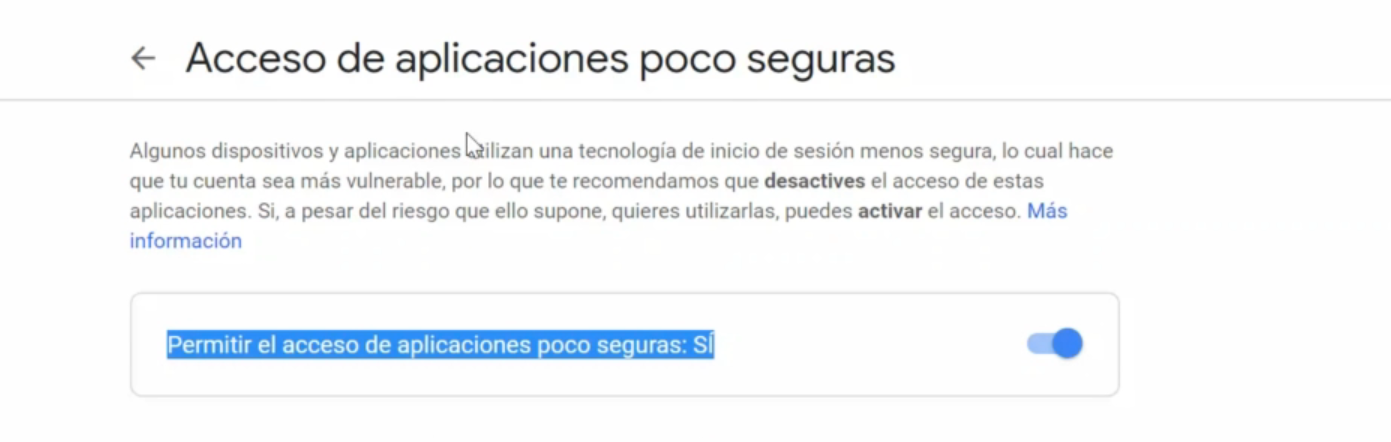 Acceso de aplicaciones poco seguras
Algunos dispositivos y aplicaciones utilizan una tecnología de inicio de sesión menos segura, lo cual hace
que tu cuenta sea más vulnerable, por lo que te recomendamos que desactives el acceso de estas
aplicaciones. Si, a pesar del riesgo que ello supone, quieres utilizarlas, puedes activar el acceso. Más
información
Permitir el acceso de aplicaciones poco seguras: SÍ